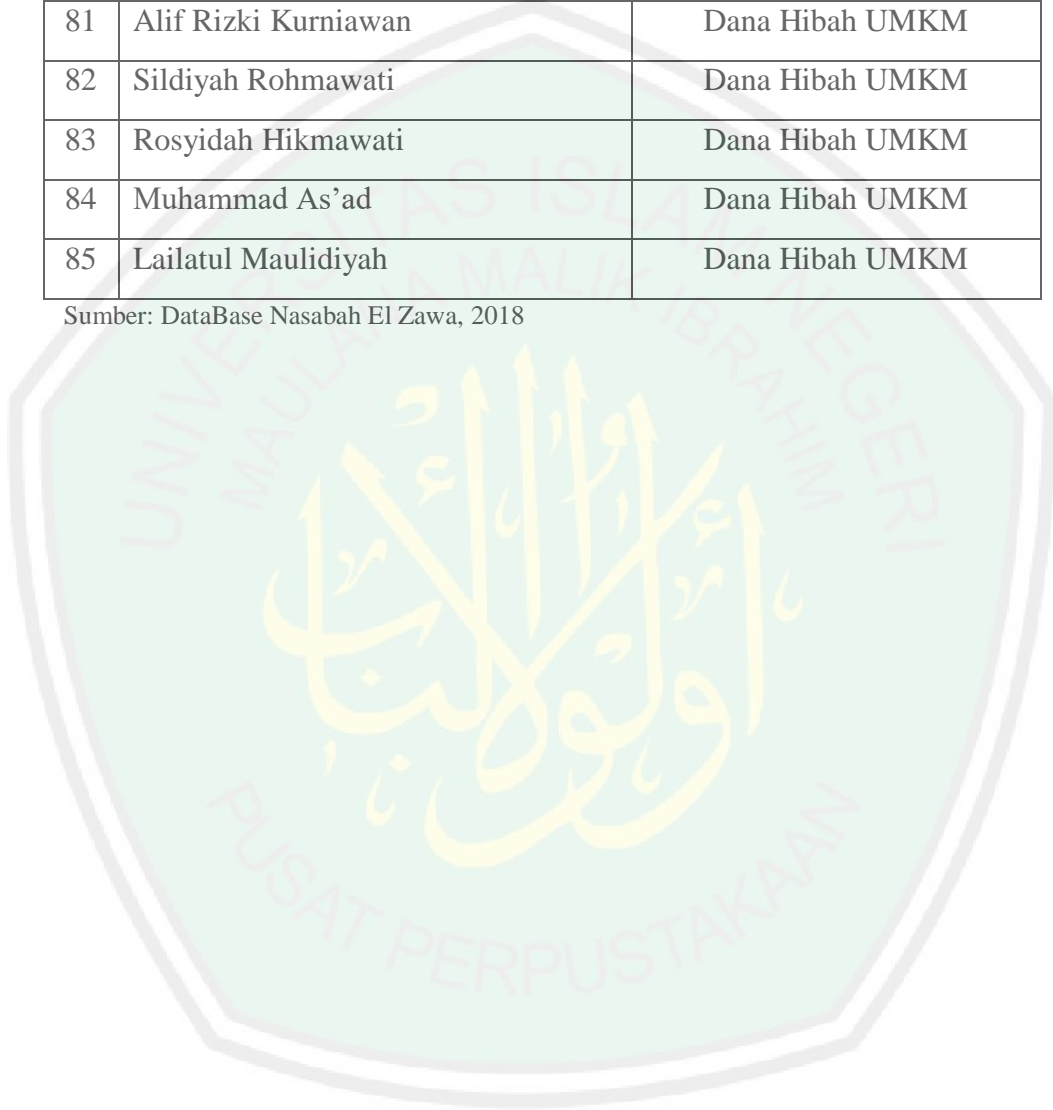 81 Alif Rizki Kurniawan Dana Hibah UMKM
82 Sildiyah Rohmawati Dana Hibah UMKM
83 Rosyidah Hikmawati Dana Hibah UMKM
84 Muhammad As’ad Dana Hibah UMKM
85 Lailatul Maulidiyah Dana Hibah UMKM
Sumber: DataBase Nasabah El Zawa, 2018
UNIVERSITAS ISLAM NEGERI
MAULANA MALIK IBRAHIM
أولوا الألباب
PUSAT PERPUSTAKAAN